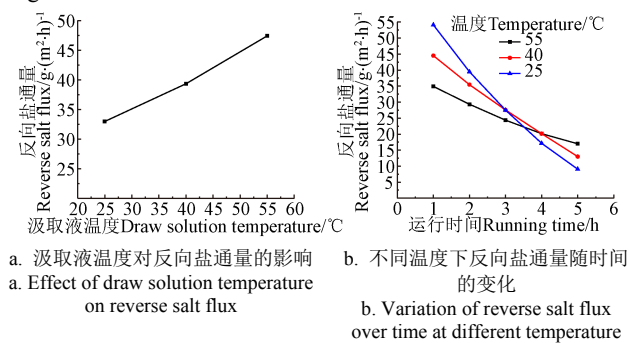 反向盐通量
Reverse salt flux/g·(m²·h)⁻¹
50
45
40
35
30
25
20 25 30 35 40 45 50 55 60
汲取液温度Draw solution temperature/℃
a. 汲取液温度对反向盐通量的影响
a. Effect of draw solution temperature
on reverse salt flux
反向盐通量
Reverse salt flux/g·(m²·h)⁻¹
55
50
45
40
35
30
25
20
15
10
5
温度Temperature/℃
55
40
25
0 1 2 3 4 5 6
运行时间Running time/h
b. 不同温度下反向盐通量随时间
的变化
b. Variation of reverse salt flux
over time at different temperature